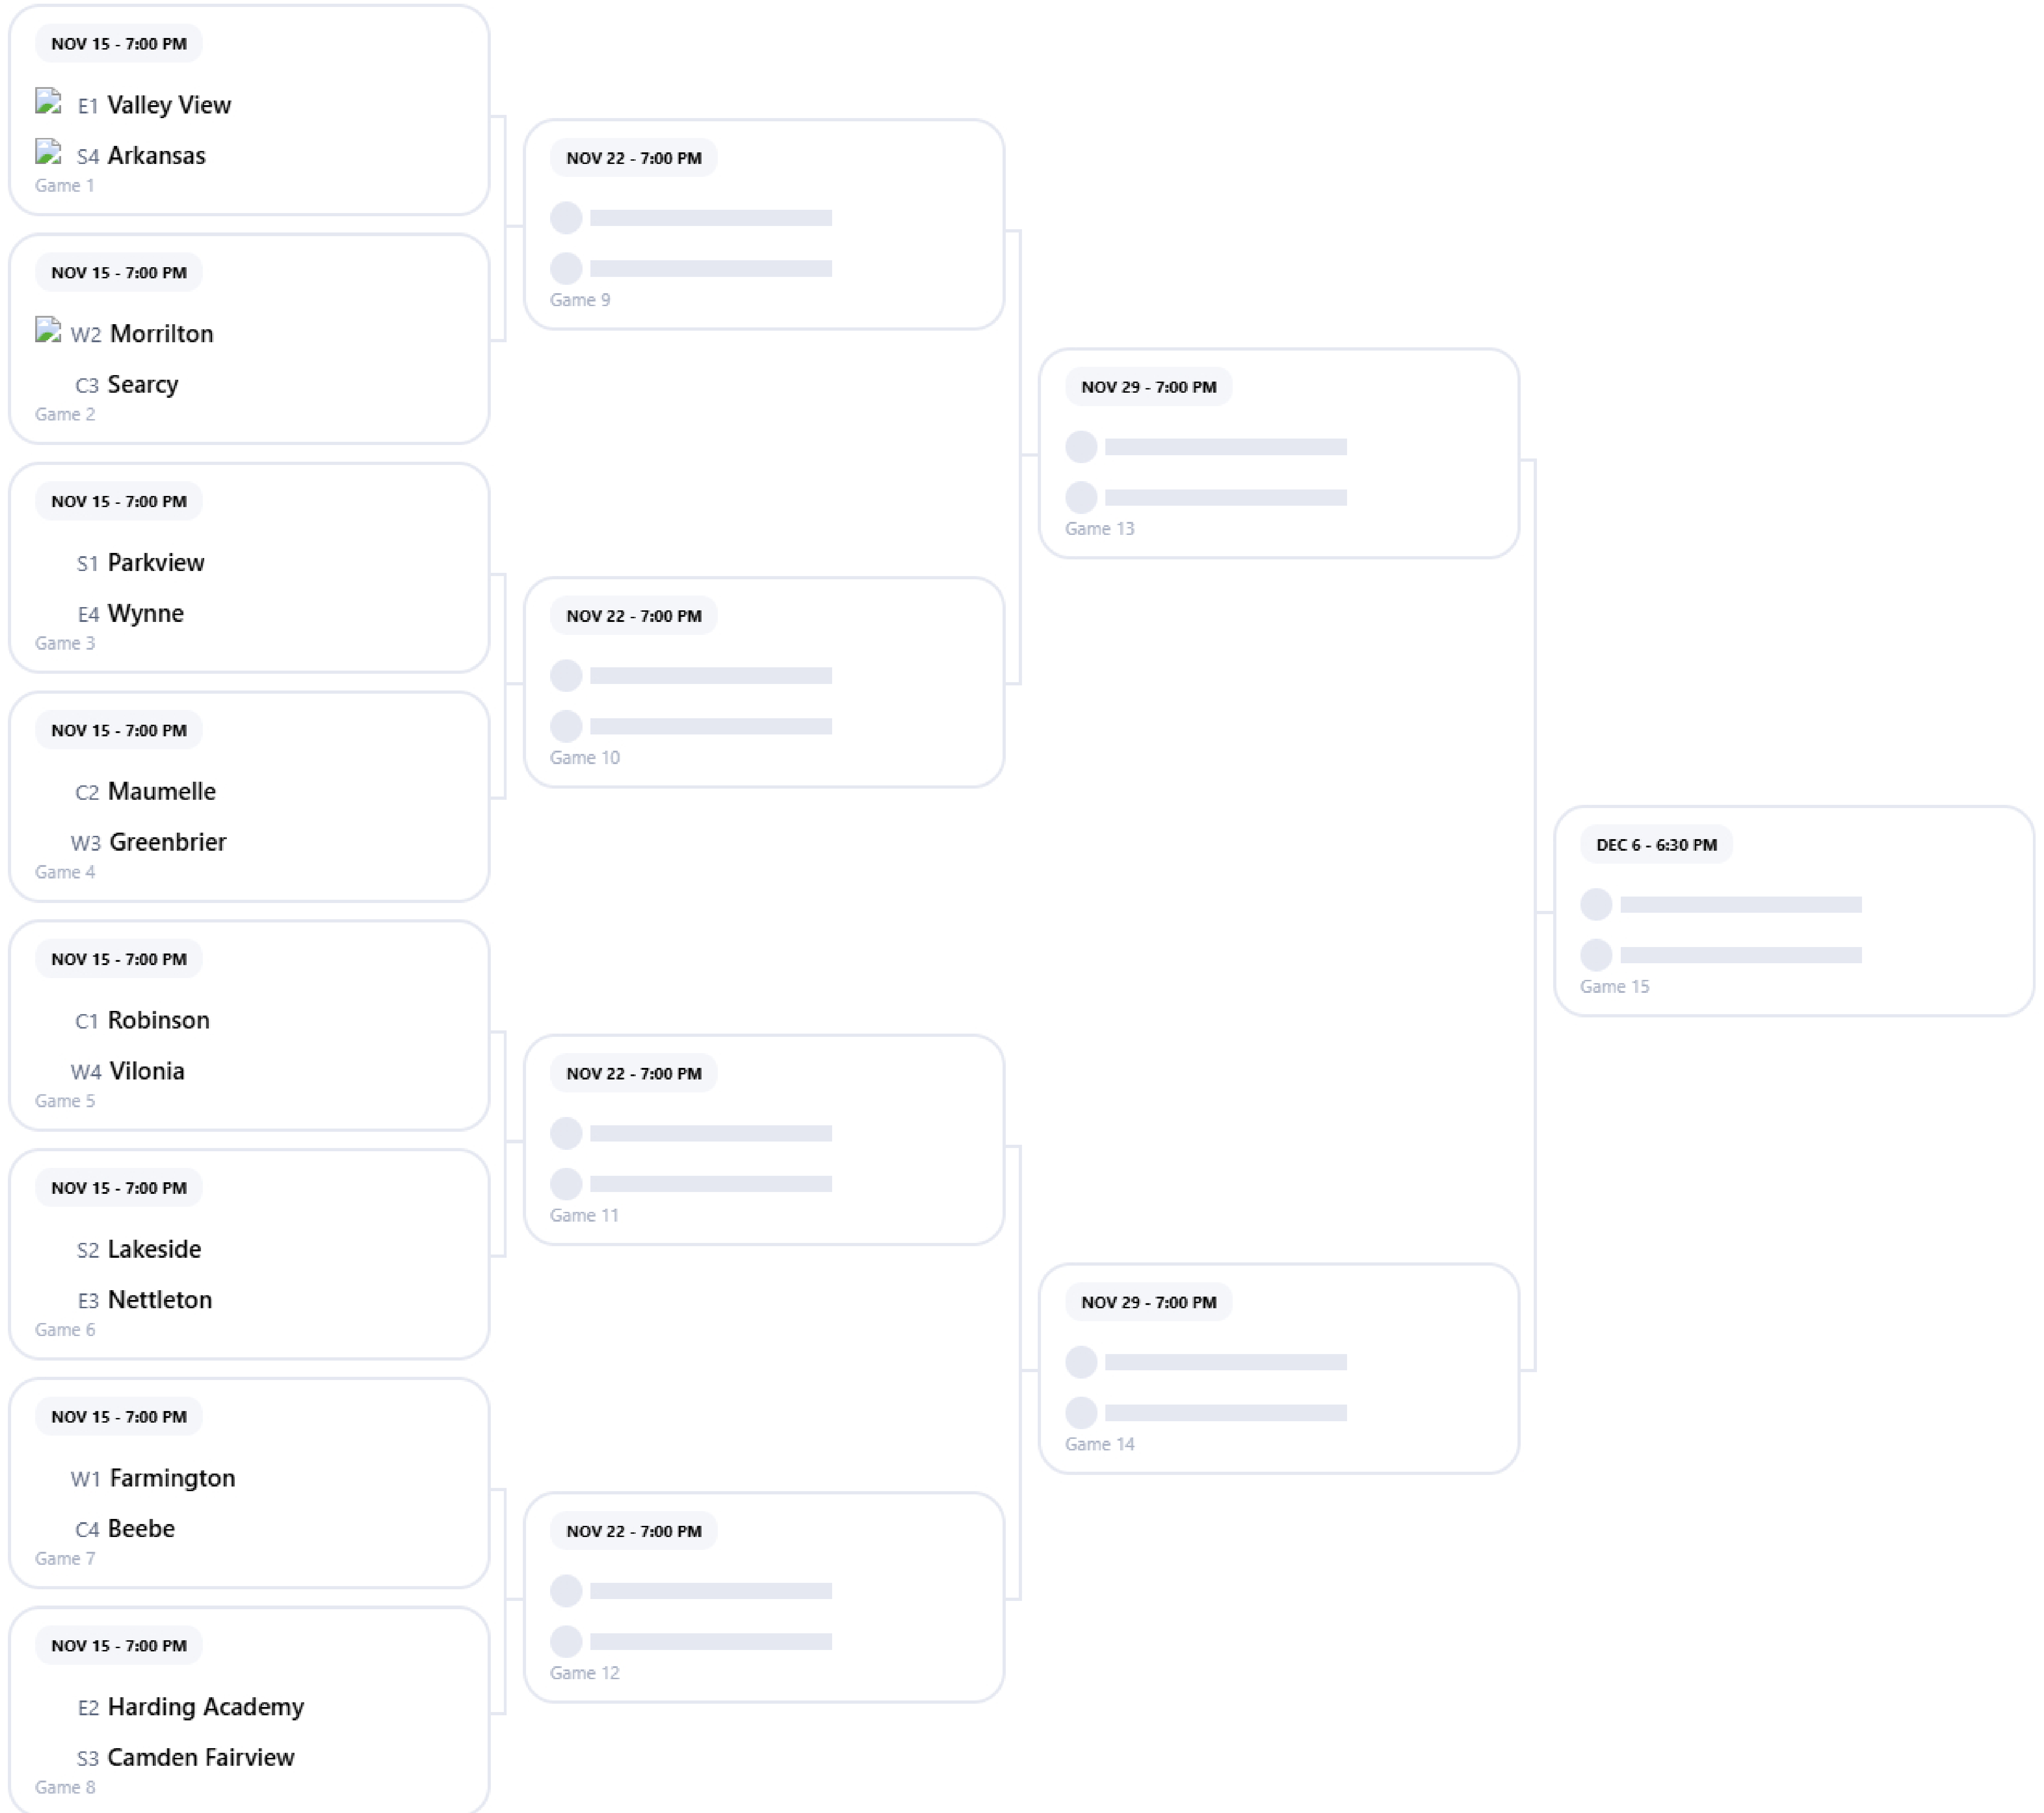 NOV 15 - 7:00 PM
E1 Valley View
S4 Arkansas
Game 1
NOV 15 - 7:00 PM
W2 Morrilton
C3 Searcy
Game 2
NOV 15 - 7:00 PM
S1 Parkview
E4 Wynne
Game 3
NOV 15 - 7:00 PM
C2 Maumelle
W3 Greenbrier
Game 4
NOV 15 - 7:00 PM
C1 Robinson
W4 Vilonia
Game 5
NOV 15 - 7:00 PM
S2 Lakeside
E3 Nettleton
Game 6
NOV 15 - 7:00 PM
W1 Farmington
C4 Beebe
Game 7
NOV 15 - 7:00 PM
E2 Harding Academy
S3 Camden Fairview
Game 8
NOV 22 - 7:00 PM
Game 9
NOV 22 - 7:00 PM
Game 10
NOV 22 - 7:00 PM
Game 11
NOV 22 - 7:00 PM
Game 12
NOV 29 - 7:00 PM
Game 13
NOV 29 - 7:00 PM
Game 14
DEC 6 - 6:30 PM
Game 15